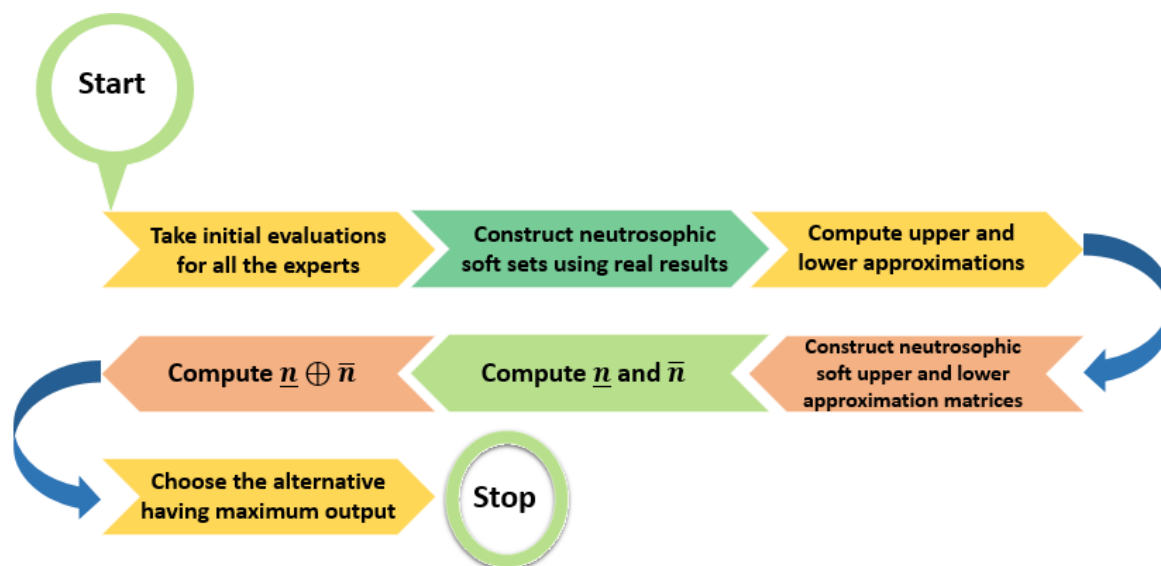 Start
Take initial evaluations
for all the experts
Construct neutrosophic
soft sets using real results
Compute upper and
lower approximations
Construct neutrosophic
soft upper and lower
approximation matrices
Compute n̲ and n̅
Compute n̲ ⊕ n̅
Choose the alternative
having maximum output
Stop